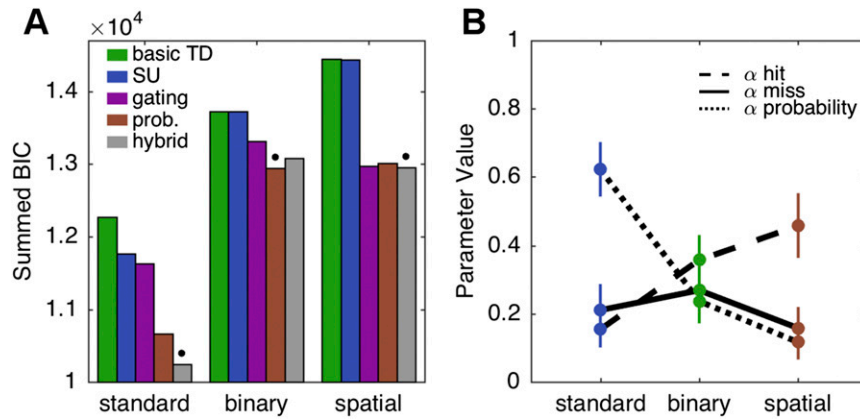 A
×10⁴
basic TD
SU
gating
prob.
hybrid
1.4
1.3
1.2
1.1
1
Summed BIC
standard binary spatial
B
1
0.8
0.6
0.4
0.2
0
Parameter Value
α hit
α miss
α probability
standard binary spatial